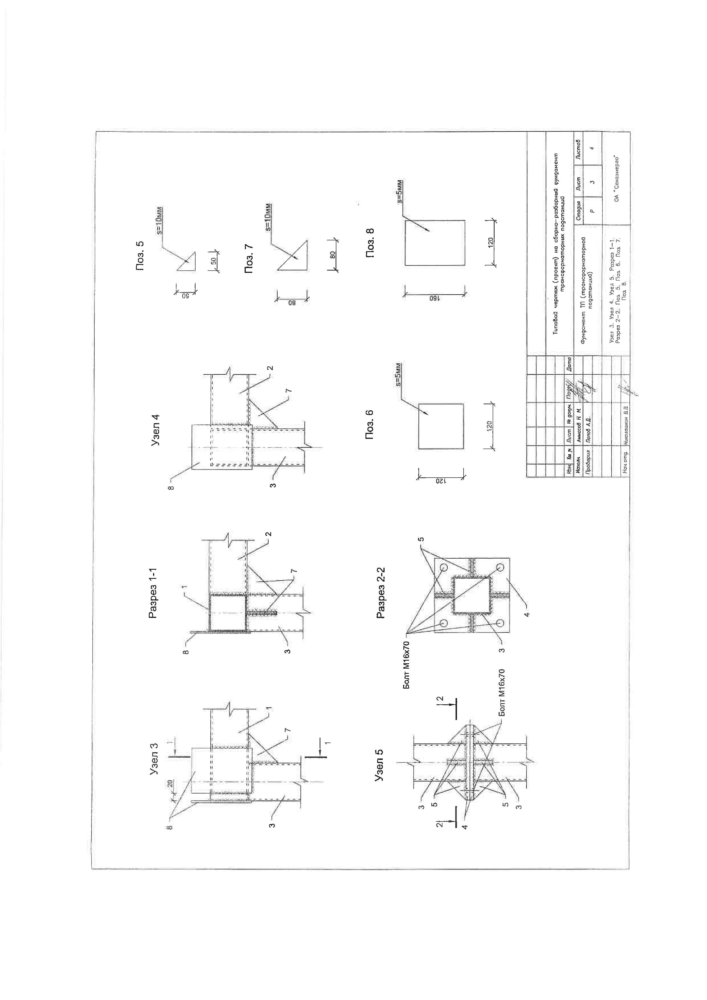 Узел 3
1
20
8
1
7
3
1
Разрез 1-1
1
8
2
7
3
Узел 4
8
2
7
3
Поз. 5
s=10мм
50
50
Поз. 7
s=10мм
80
80
Узел 5
2
2
3
5
4
5
3
Болт М16х70
Разрез 2-2
Болт М16х70
5
3
4
Поз. 6
s=5мм
120
120
Поз. 8
s=5мм
160
120
Типовой чертеж (проект) на сборно-разборный фундамент
трансформаторных подстанций
Изм. Кол.уч Лист № докум. Подп. Дата
Исполн. Аммосов Н. М.
Проверил Попов А.Д.
Нач.отд. Николашкин В.В.
Фундамент ТП (трансформаторной
подстанций)
Стадия Лист Листов
Р 3 4
Узел 3. Узел 4. Узел 5. Разрез 1-1.
Разрез 2-2. Поз 5. Поз 6. Поз 7.
Поз 8.
ОА "Сахаэнерго"